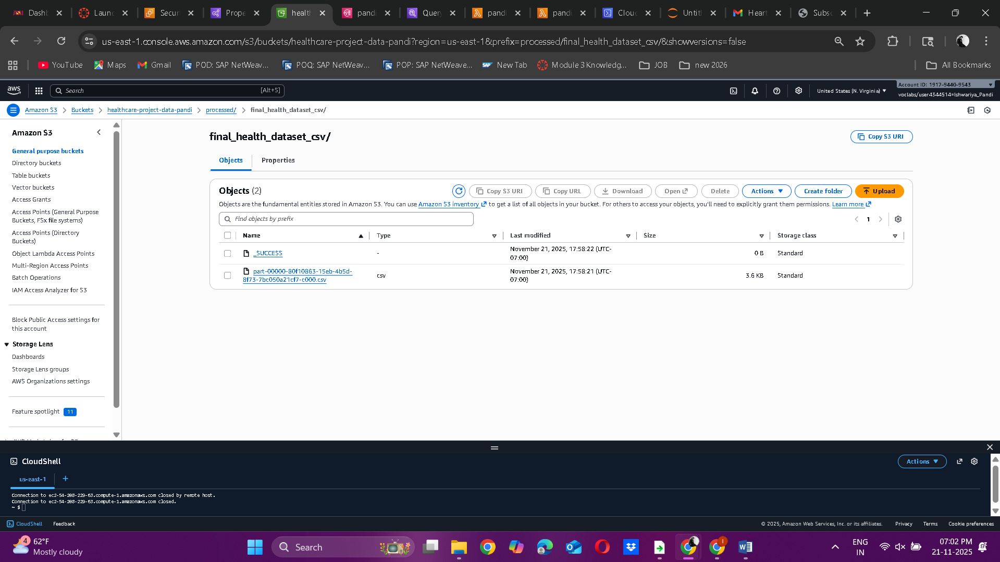 Dashb
Launc
Secur
Prope
health
pandi
Query
pandi
pandi
Cloud
Untitl
Heart
Subsc
us-east-1.console.aws.amazon.com/s3/buckets/healthcare-project-data-pandi?region=us-east-1&prefix=processed/final_health_dataset_csv/&showversions=false
YouTube
Maps
Gmail
POD: SAP NetWeav...
POQ: SAP NetWeav...
POP: SAP NetWeave...
New Tab
Module 3 Knowledg...
JOB
new 2026
All Bookmarks
aws
Search
[Alt+S]
United States (N. Virginia)
Account ID: 1917-9440-9543
voclabs/user4344514=Ishwariya_Pandi
Amazon S3
Buckets
healthcare-project-data-pandi
processed/
final_health_dataset_csv/
Amazon S3
General purpose buckets
Directory buckets
Table buckets
Vector buckets
Access Grants
Access Points (General Purpose
Buckets, FSx file systems)
Access Points (Directory
Buckets)
Object Lambda Access Points
Multi-Region Access Points
Batch Operations
IAM Access Analyzer for S3
Block Public Access settings for
this account
Storage Lens
Dashboards
Storage Lens groups
AWS Organizations settings
Feature spotlight 11
final_health_dataset_csv/
Copy S3 URI
Objects
Properties
Objects (2)
Copy S3 URI
Copy URL
Download
Open
Delete
Actions
Create folder
Upload
Objects are the fundamental entities stored in Amazon S3. You can use Amazon S3 inventory to get a list of all objects in your bucket. For others to access your objects, you'll need to explicitly grant them permissions. Learn more
Find objects by prefix
1
Name
Type
Last modified
Size
Storage class
_SUCCESS
-
November 21, 2025, 17:58:22 (UTC-
07:00)
0 B
Standard
part-00000-80f10863-15eb-4b5d-
8f73-7bc050a21cf7-c000.csv
csv
November 21, 2025, 17:58:21 (UTC-
07:00)
3.6 KB
Standard
CloudShell
Actions
us-east-1
+
Connection to ec2-54-208-229-63.compute-1.amazonaws.com closed by remote host.
Connection to ec2-54-208-229-63.compute-1.amazonaws.com closed.
~ $
CloudShell
Feedback
© 2025, Amazon Web Services, Inc. or its affiliates.
Privacy
Terms
Cookie preferences
4
62°F
Mostly cloudy
Search
ENG
IN
07:02 PM
21-11-2025